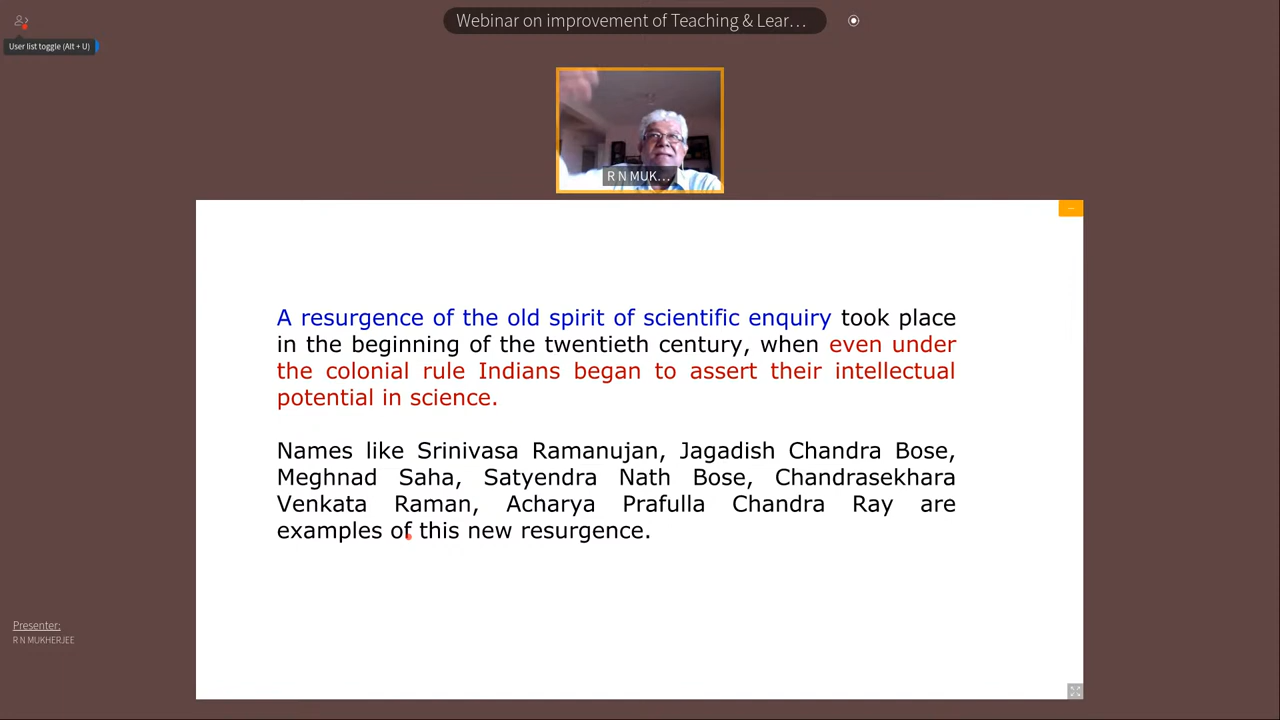 Webinar on improvement of Teaching & Lear...
User list toggle (Alt + U)
R N MUK...
A resurgence of the old spirit of scientific enquiry took place
in the beginning of the twentieth century, when even under
the colonial rule Indians began to assert their intellectual
potential in science.
Names like Srinivasa Ramanujan, Jagadish Chandra Bose,
Meghnad Saha, Satyendra Nath Bose, Chandrasekhara
Venkata Raman, Acharya Prafulla Chandra Ray are
examples of this new resurgence.
Presenter:
R N MUKHERJEE